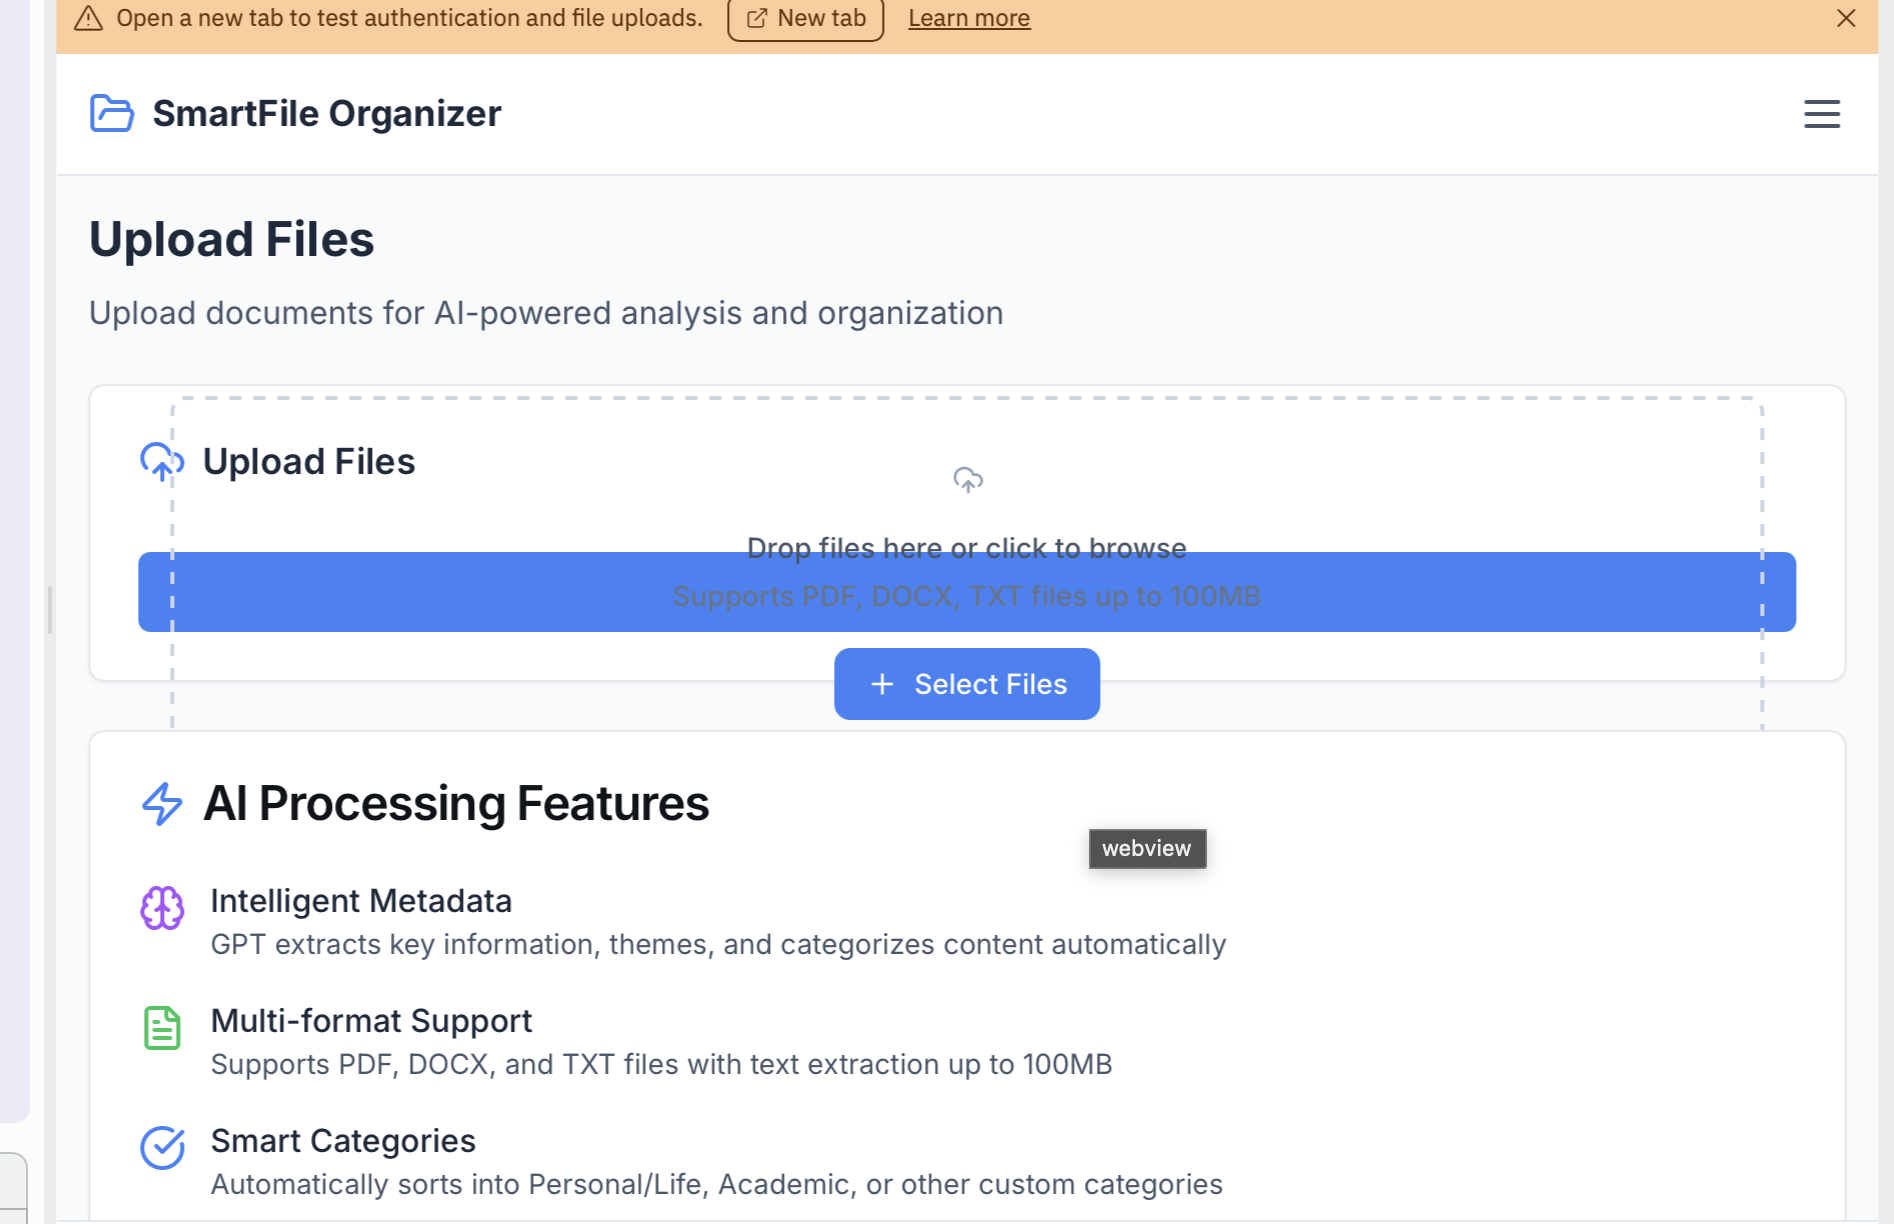 Open a new tab to test authentication and file uploads. New tab Learn more
SmartFile Organizer
Upload Files
Upload documents for AI-powered analysis and organization
Upload Files
Drop files here or click to browse
Supports PDF, DOCX, TXT files up to 100MB
Select Files
AI Processing Features
webview
Intelligent Metadata
GPT extracts key information, themes, and categorizes content automatically
Multi-format Support
Supports PDF, DOCX, and TXT files with text extraction up to 100MB
Smart Categories
Automatically sorts into Personal/Life, Academic, or other custom categories